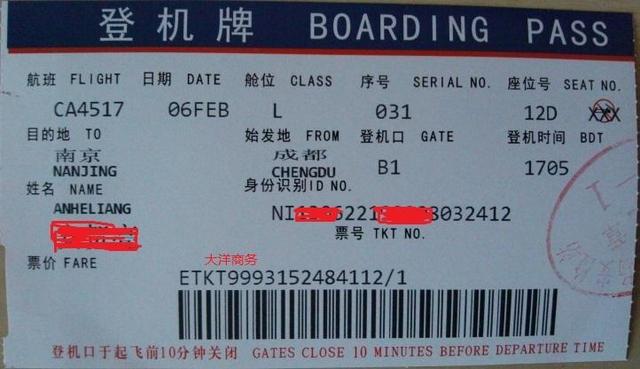 登机牌 BOARDING PASS
航班 FLIGHT 日期 DATE 舱位 CLASS 序号 SERIAL NO. 座位号 SEAT NO.
CA4517 06FEB L 031 12D XXX
目的地 TO 始发地 FROM 登机口 GATE 登机时间 BDT
南京 成都
NANJING CHENGDU B1 1705
姓名 NAME 身份识别ID NO.
ANHELIANG NI 8032412
票号 TKT NO.
票价 FARE 大洋商务
ETKT9993152484112/1
登机口于起飞前10分钟关闭 GATES CLOSE 10 MINUTES BEFORE DEPARTURE TIME